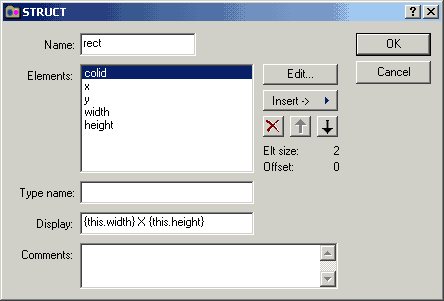 STRUCT
Name: rect
OK
Elements: colid
x
y
width
height
Edit...
Cancel
Insert ->
Elt size: 2
Offset: 0
Type name:
Display: {this.width} X {this.height}
Comments: